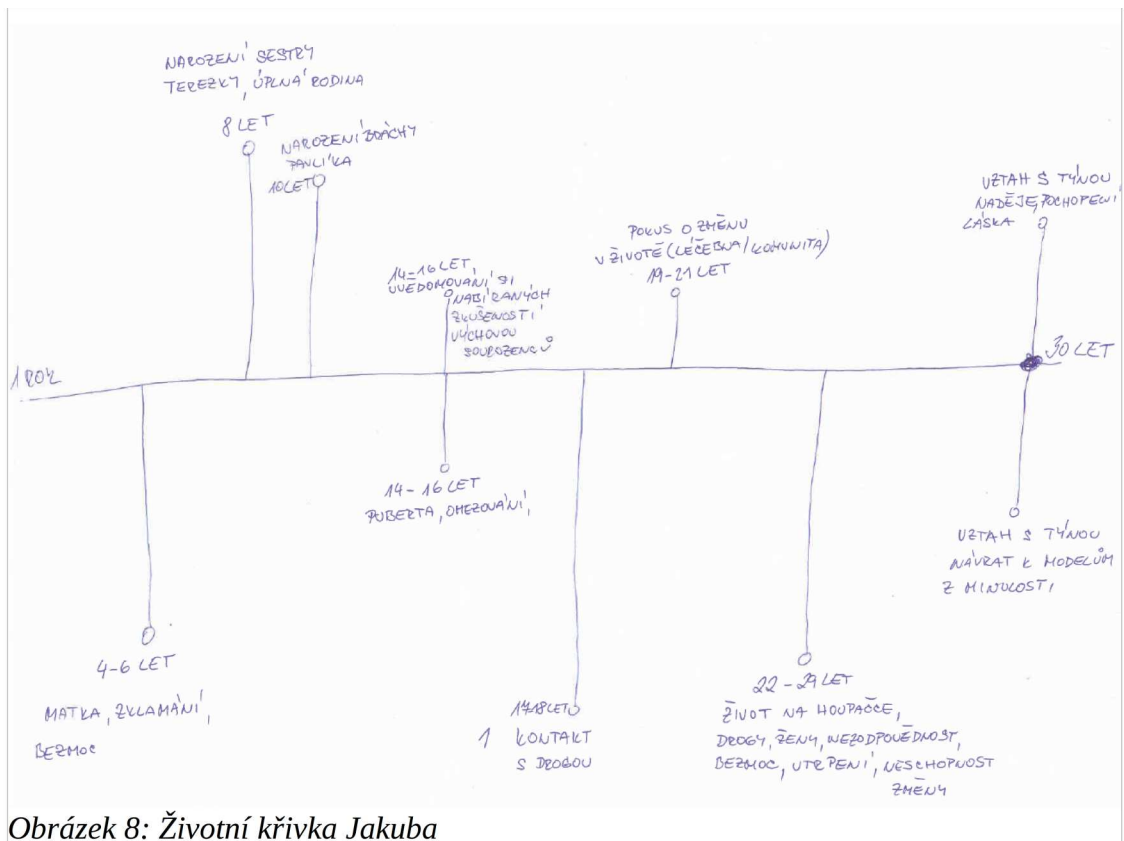 NAROZENÍ SESTRY
TEREZKY, ÚPLNÁ RODINA
8 LET
NAROZENÍ BRÁCHY
PAVLÍKA
10 LET
14-16 LET,
UVĚDOMOVÁNÍ SI
NABÍRANÝCH
ZKUŠENOSTÍ
VÝCHOVOU
SOUROZENCŮ
POKUS O ZMĚNU
V ŽIVOTĚ (LÉČEBNA/KOMUNITA)
19-21 LET
VZTAH S TÝNOU
NADĚJE, POCHOPENÍ
LÁSKA
1 ROK
30 LET
4-6 LET
MATKA, ZKLAMÁNÍ,
BEZMOC
14-16 LET
PUBERTA, OMEZOVÁNÍ,
17-18 LET
1 KONTAKT
S DROGOU
22-29 LET
ŽIVOT NA HOUPAČCE,
DROGY, ŽENY, NEZODPOVĚDNOST,
BEZMOC, UTRPENÍ, NESCHOPNOST
ZMĚNY
VZTAH S TÝNOU
NÁVRAT K MODELŮM
Z MINULOSTI,
Obrázek 8: Životní křivka Jakuba